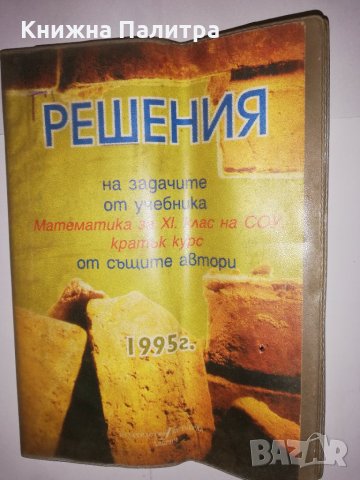 Книжна Палитра
РЕШЕНИЯ
на задачите
от учебника
Математика за XI. клас на СОУ,
кратък курс
от същите автори
1995г.
BAZAR